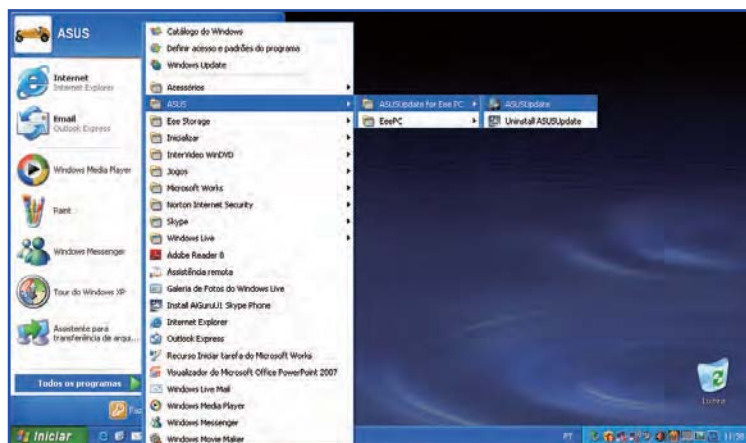 ASUS
Internet
Internet Explorer
Email
Outlook Express
Windows Media Player
Paint
Windows Messenger
Tour do Windows XP
Assistente para
transferência de arqui...
Todos os programas
Catálogo do Windows
Definir acesso e padrões do programa
Windows Update
Acessórios
ASUS
Eee Storage
Inicializar
InterVideo WinDVD
Jogos
Microsoft Works
Norton Internet Security
Skype
Windows Live
Adobe Reader 8
Assistência remota
Galeria de Fotos do Windows Live
Install AiGuruU1 Skype Phone
Internet Explorer
Outlook Express
Recurso Iniciar tarefa do Microsoft Works
Visualizador do Microsoft Office PowerPoint 2007
Windows Live Mail
Windows Media Player
Windows Messenger
Windows Movie Maker
ASUSUpdate for Eee PC
EeePC
ASUSUpdate
Uninstall ASUSUpdate
Lixeira
Iniciar
PT